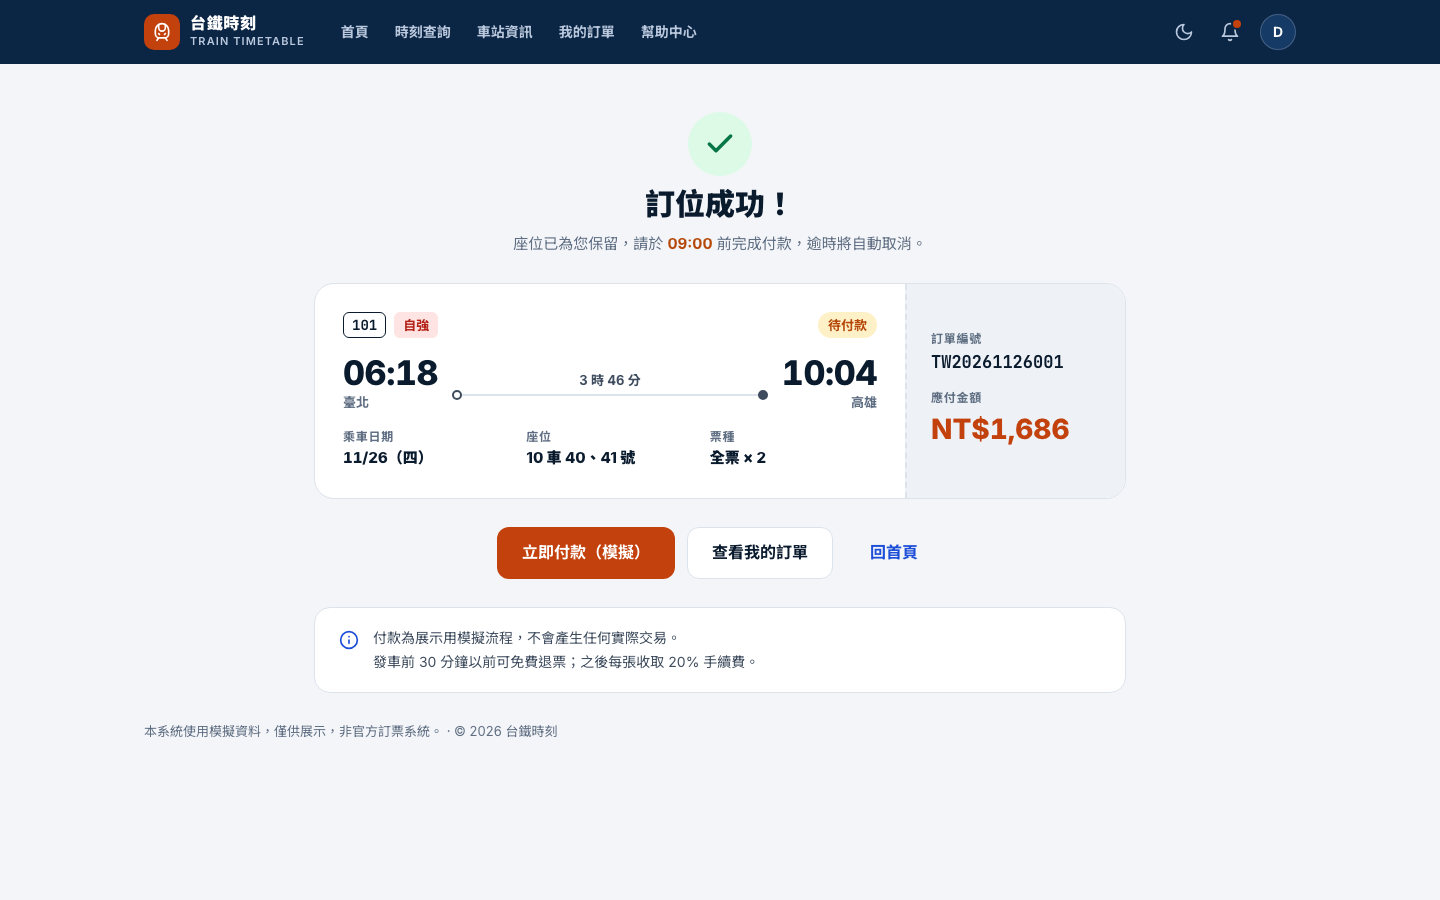 台鐵時刻
TRAIN TIMETABLE
首頁
時刻查詢
車站資訊
我的訂單
幫助中心
D
訂位成功！
座位已為您保留，請於 09:00 前完成付款，逾時將自動取消。
101
自強
待付款
06:18
臺北
3 時 46 分
10:04
高雄
乘車日期
11/26（四）
座位
10 車 40、41 號
票種
全票 × 2
訂單編號
TW20261126001
應付金額
NT$1,686
立即付款（模擬）
查看我的訂單
回首頁
付款為展示用模擬流程，不會產生任何實際交易。
發車前 30 分鐘以前可免費退票；之後每張收取 20% 手續費。
本系統使用模擬資料，僅供展示，非官方訂票系統。 · © 2026 台鐵時刻